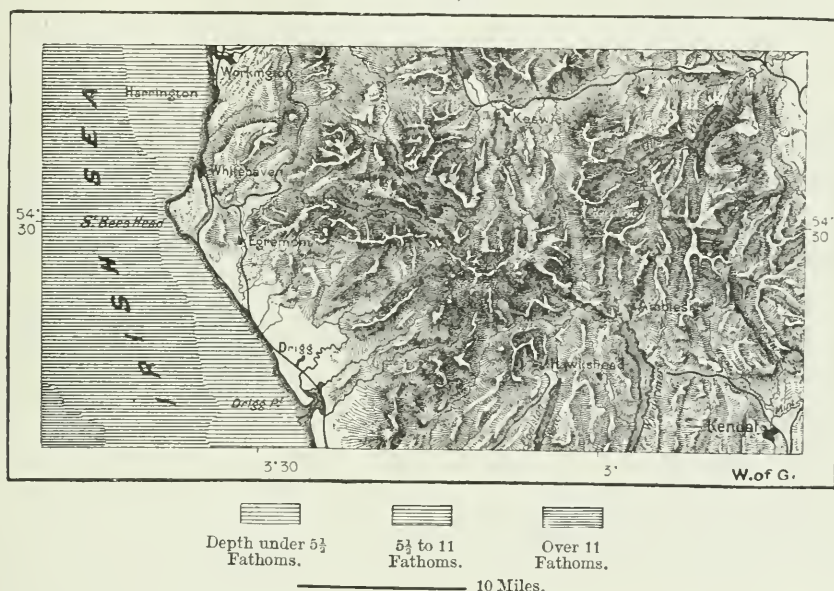 Workington
Harrington
Keswick
IRISH SEA
Whitehaven
54°
30
54°
30
St. Bees Head
Egremont
Ambleside
Drigg
Hawkshead
Drigg Pt.
Kendal
3°30
3°
W. of G.
Depth under 5½
Fathoms.
5½ to 11
Fathoms.
Over 11
Fathoms.
10 Miles.